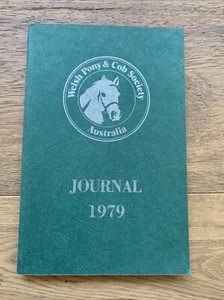 Welsh Pony & Cob Society
Australia
JOURNAL
1979